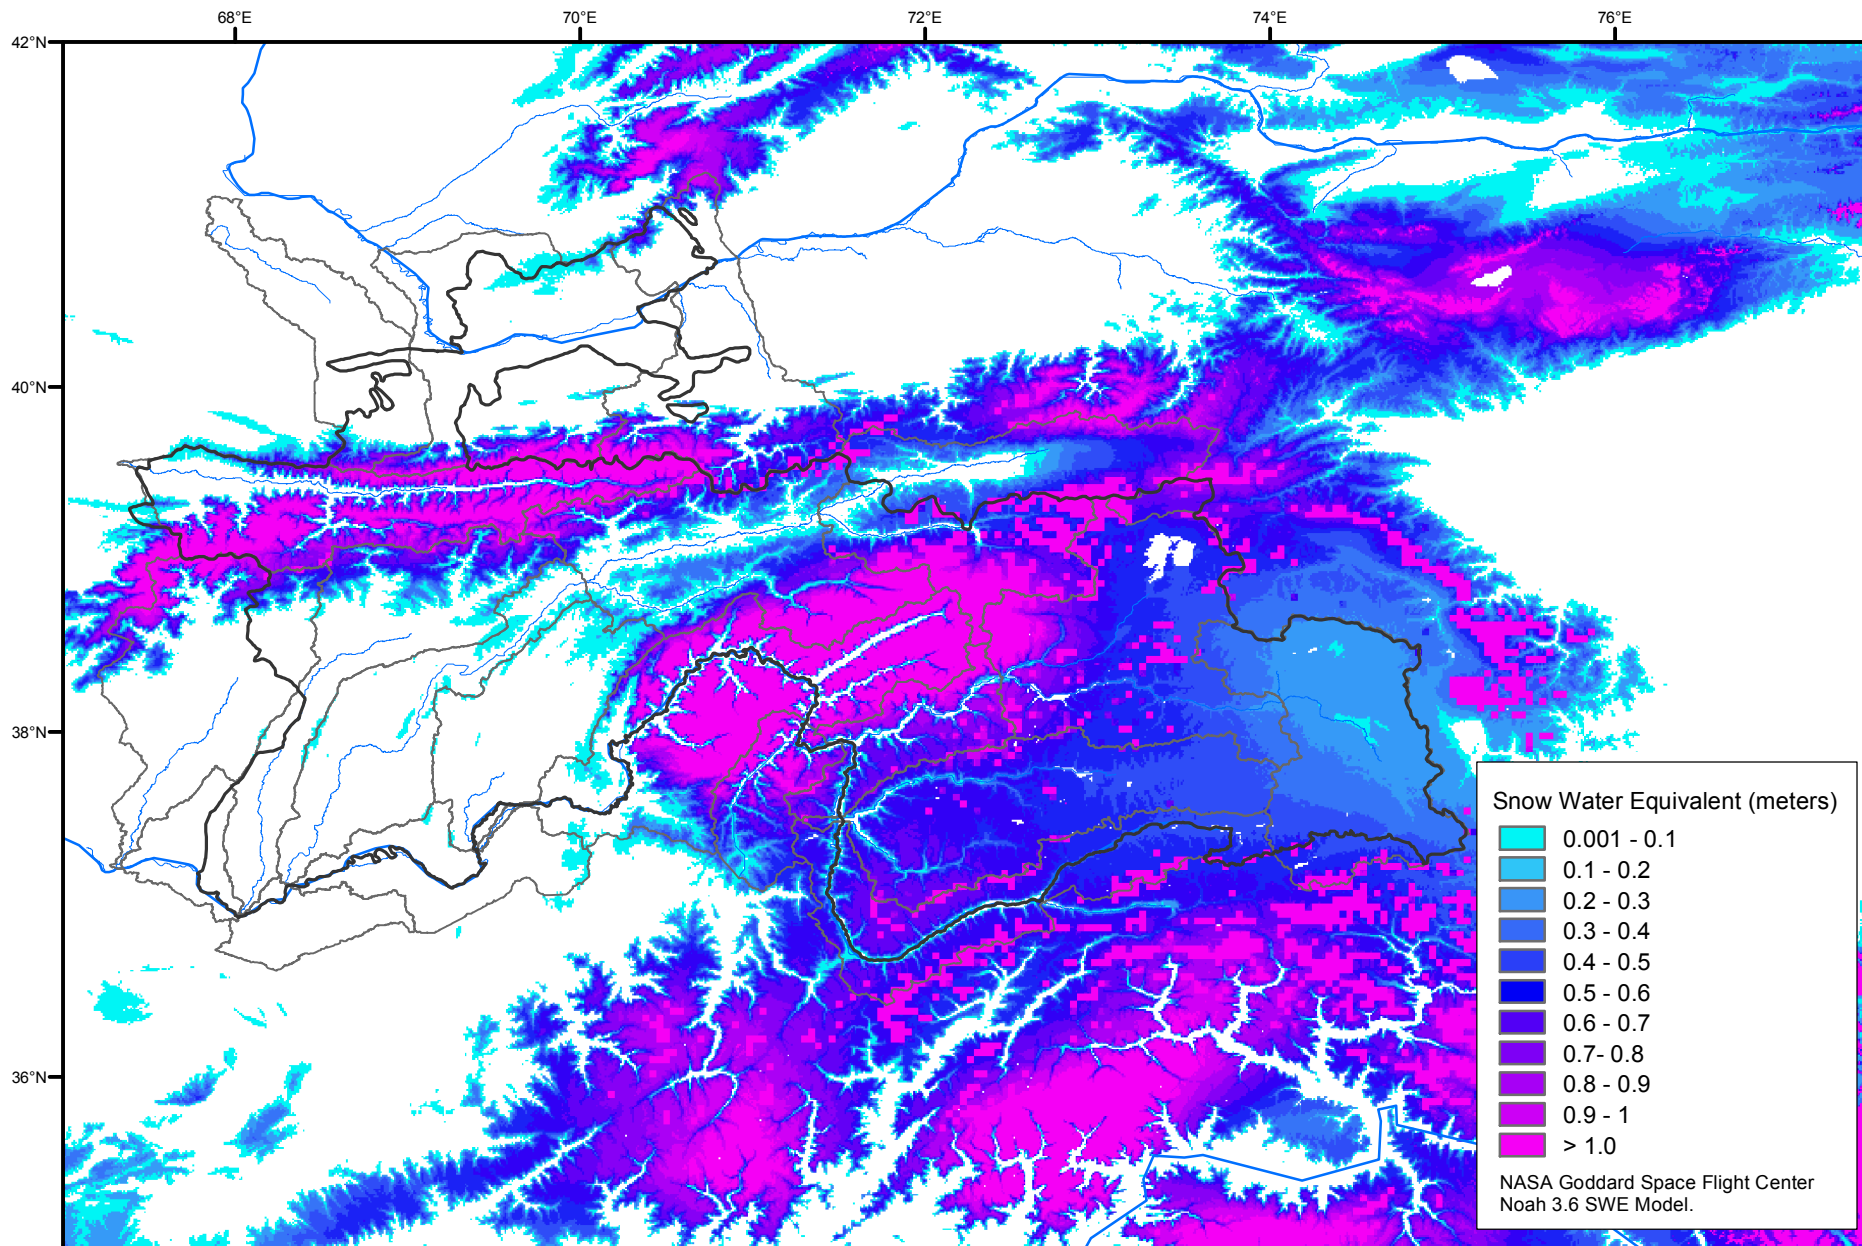 68°E 70°E 72°E 74°E 76°E
42°N
40°N
38°N
36°N
Snow Water Equivalent (meters)
0.001 - 0.1
0.1 - 0.2
0.2 - 0.3
0.3 - 0.4
0.4 - 0.5
0.5 - 0.6
0.6 - 0.7
0.7- 0.8
0.8 - 0.9
0.9 - 1
> 1.0
NASA Goddard Space Flight Center
Noah 3.6 SWE Model.